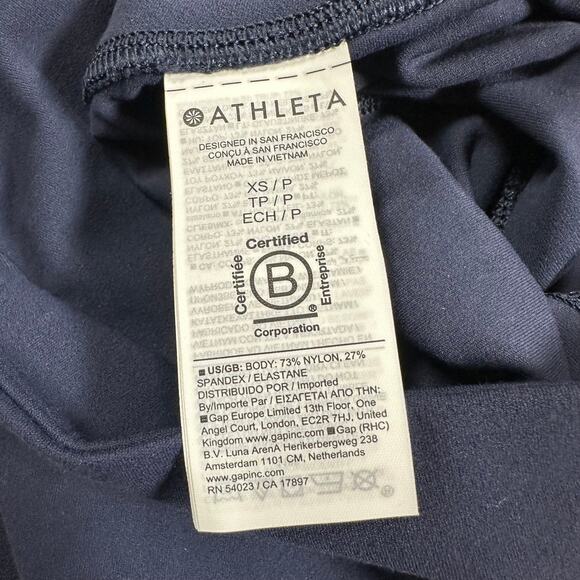 ATHLETA
DESIGNED IN SAN FRANCISCO
CONÇU À SAN FRANCISCO
MADE IN VIETNAM
XS / P
TP / P
ECH / P
Certified
Certifiée
B
Entreprise
®
Corporation
■ US/GB: BODY: 73% NYLON, 27%
SPANDEX / ELASTANE
DISTRIBUIDO POR / Imported
By/Importe Par / ΕΙΣΑΓΕΤΑΙ ΑΠΟ ΤΗΝ:
■ Gap Europe Limited 13th Floor, One
Angel Court, London, EC2R 7HJ, United
Kingdom www.gapinc.com ■ Gap (RHC)
B.V. Luna ArenA Herikerbergweg 238
Amsterdam 1101 CM, Netherlands
www.gapinc.com
RN 54023 / CA 17897